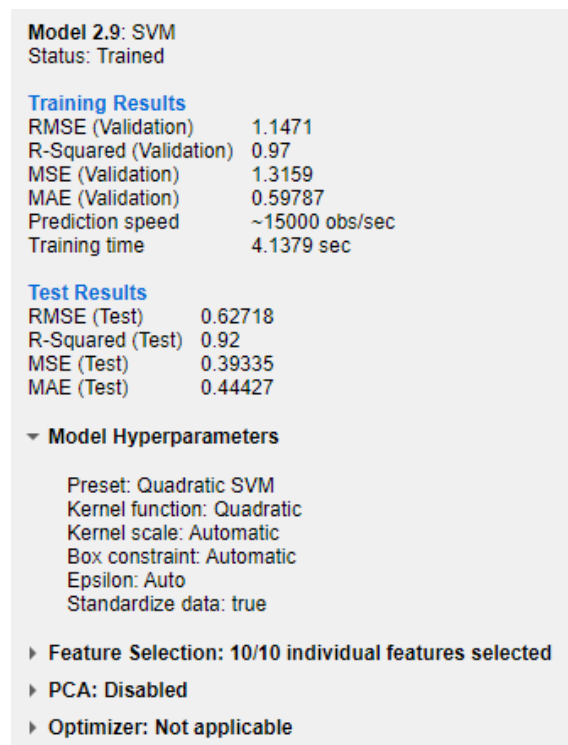 Model 2.9: SVM
Status: Trained
Training Results
RMSE (Validation) 1.1471
R-Squared (Validation) 0.97
MSE (Validation) 1.3159
MAE (Validation) 0.59787
Prediction speed ~15000 obs/sec
Training time 4.1379 sec
Test Results
RMSE (Test) 0.62718
R-Squared (Test) 0.92
MSE (Test) 0.39335
MAE (Test) 0.44427
Model Hyperparameters
Preset: Quadratic SVM
Kernel function: Quadratic
Kernel scale: Automatic
Box constraint: Automatic
Epsilon: Auto
Standardize data: true
Feature Selection: 10/10 individual features selected
PCA: Disabled
Optimizer: Not applicable